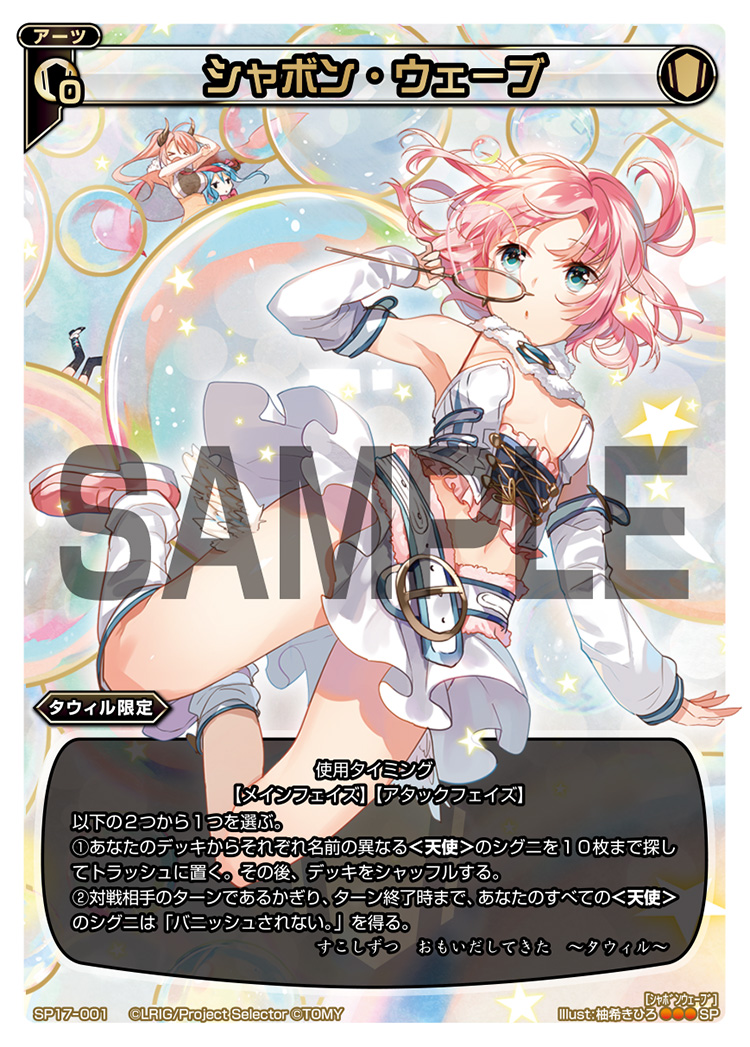 アーツ
0
シャボン・ウェーブ
SAMPLE
タウィル限定
使用タイミング
【メインフェイズ】【アタックフェイズ】
以下の２つから１つを選ぶ。
①あなたのデッキからそれぞれ名前の異なる＜天使＞のシグニを１０枚まで探し
てトラッシュに置く。その後、デッキをシャッフルする。
②対戦相手のターンであるかぎり、ターン終了時まで、あなたのすべての＜天使＞
のシグニは「バニッシュされない。」を得る。
すこしずつ　おもいだしてきた　～タウィル～
[シャボンウェーブ]
SP17-001 ©LRIG/Project Selector ©TOMY Illust:柚希きひろ SP